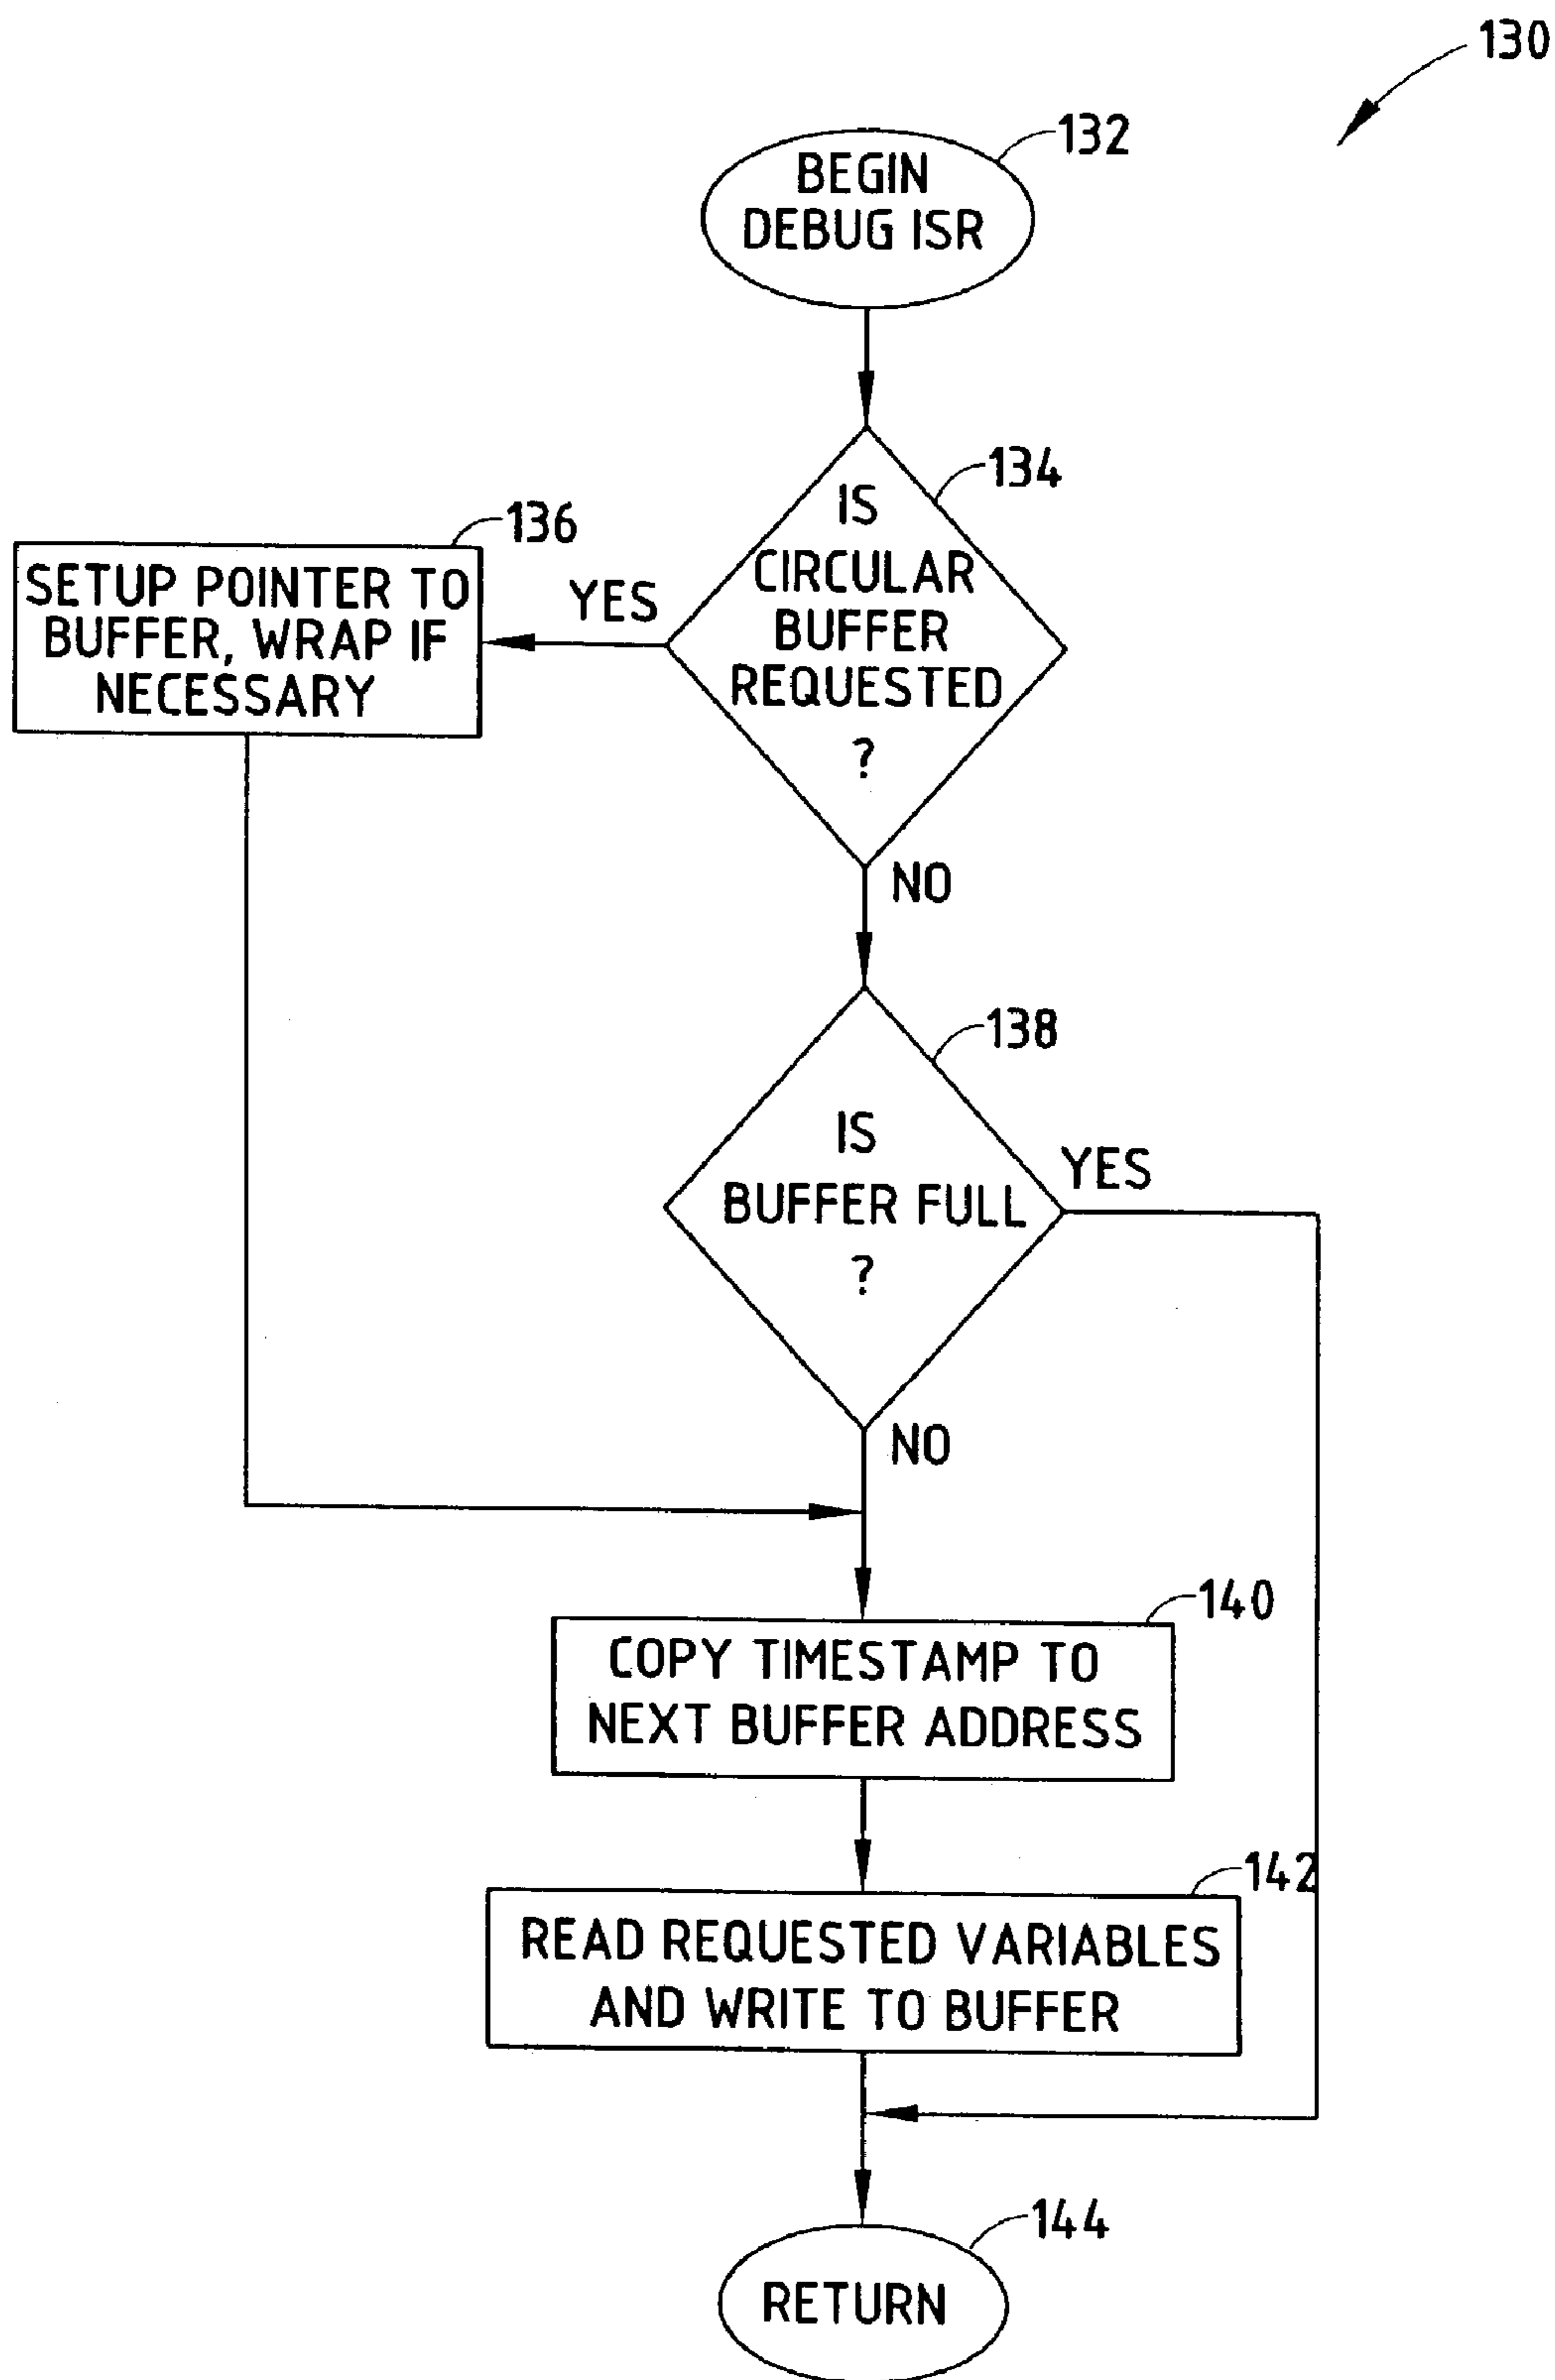 130
132
BEGIN
DEBUG ISR
134
IS
CIRCULAR
BUFFER
REQUESTED
?
YES
136
SETUP POINTER TO
BUFFER, WRAP IF
NECESSARY
NO
138
IS
BUFFER FULL
?
YES
NO
140
COPY TIMESTAMP TO
NEXT BUFFER ADDRESS
142
READ REQUESTED VARIABLES
AND WRITE TO BUFFER
144
RETURN